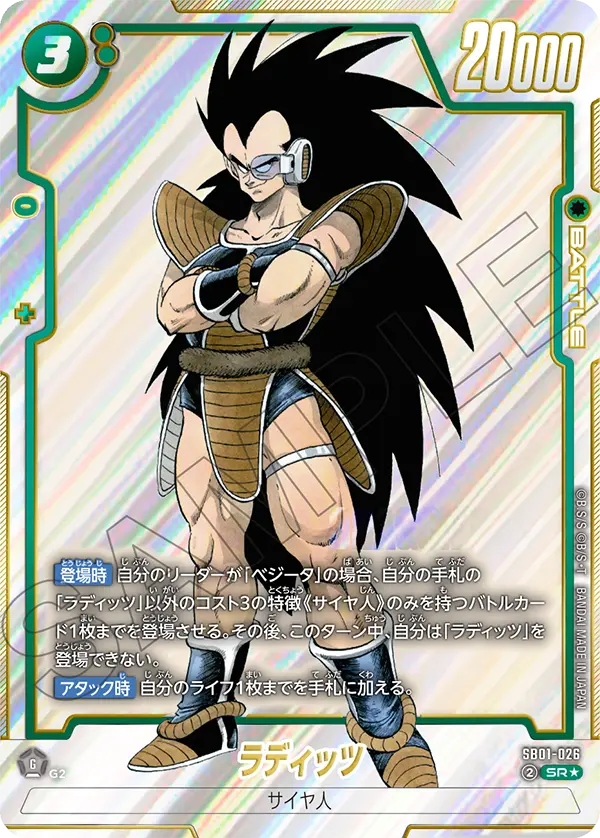 3
20000
0
+
BATTLE
SAMPLE
登場時 自分のリーダーが「ベジータ」の場合、自分の手札の
「ラディッツ」以外のコスト3の特徴《サイヤ人》のみを持つバトルカー
ド1枚までを登場させる。その後、このターン中、自分は「ラディッツ」を
登場できない。
アタック時 自分のライフ1枚までを手札に加える。
©B・S/S ©B・S・T BANDAI MADE IN JAPAN
ラディッツ
G
G2
SB01-026
② SR★
サイヤ人